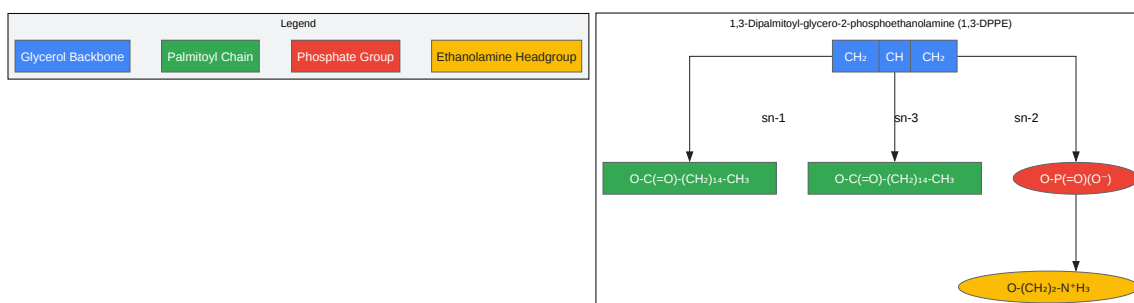 Legend
Glycerol Backbone
Palmitoyl Chain
Phosphate Group
Ethanolamine Headgroup
1,3-Dipalmitoyl-glycero-2-phosphoethanolamine (1,3-DPPE)
CH₂ CH CH₂
sn-1 sn-3 sn-2
O-C(=O)-(CH₂)₁₄-CH₃
O-C(=O)-(CH₂)₁₄-CH₃
O-P(=O)(O⁻)
O-(CH₂)₂-N⁺H₃